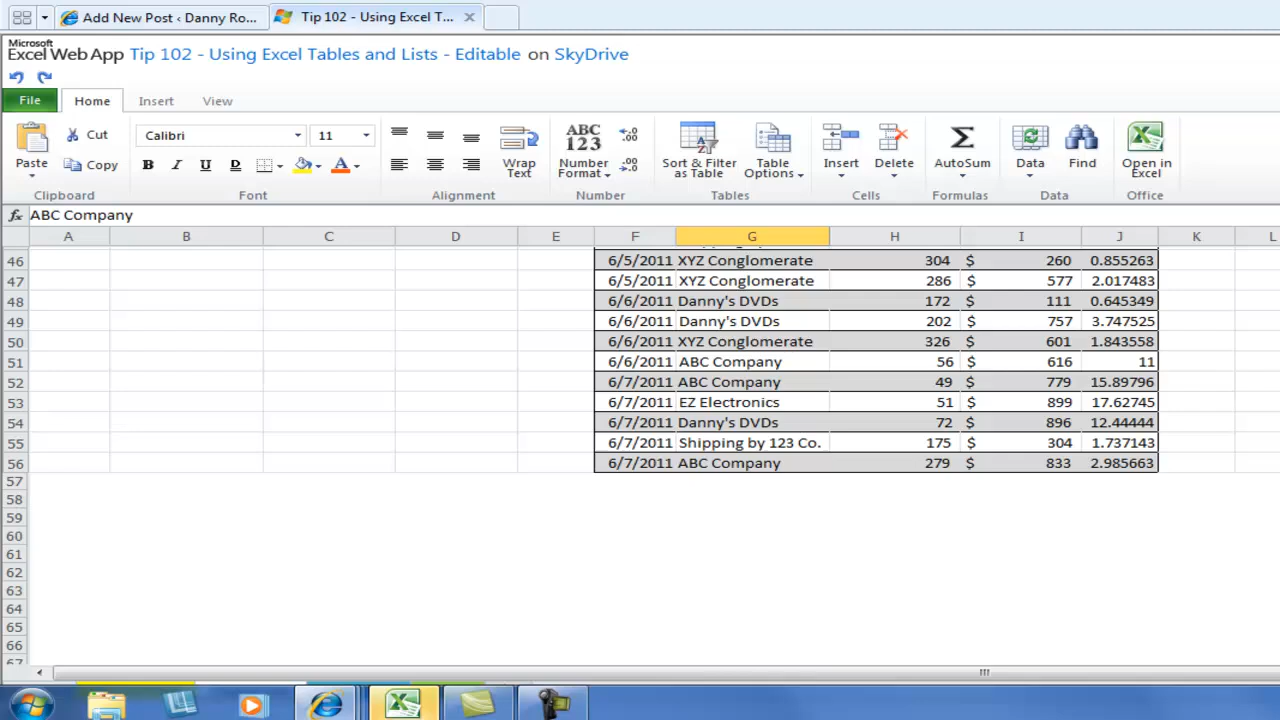 Add New Post ‹ Danny Ro...
Tip 102 - Using Excel T...
Microsoft
Excel Web App Tip 102 - Using Excel Tables and Lists - Editable on SkyDrive
File Home Insert View
Cut
Copy
Paste
Calibri 11
B I U D
A
Wrap Text
ABC 123
Number Format
.00
.00
Sort & Filter as Table
Table Options
Insert
Delete
Σ
AutoSum
Data
Find
Open in Excel
Clipboard Font Alignment Number Tables Cells Formulas Data Office
fx ABC Company
A B C D E F G H I J K L
46 6/5/2011 XYZ Conglomerate 304 $ 260 0.855263
47 6/5/2011 XYZ Conglomerate 286 $ 577 2.017483
48 6/6/2011 Danny's DVDs 172 $ 111 0.645349
49 6/6/2011 Danny's DVDs 202 $ 757 3.747525
50 6/6/2011 XYZ Conglomerate 326 $ 601 1.843558
51 6/6/2011 ABC Company 56 $ 616 11
52 6/7/2011 ABC Company 49 $ 779 15.89796
53 6/7/2011 EZ Electronics 51 $ 899 17.62745
54 6/7/2011 Danny's DVDs 72 $ 896 12.44444
55 6/7/2011 Shipping by 123 Co. 175 $ 304 1.737143
56 6/7/2011 ABC Company 279 $ 833 2.985663
57
58
59
60
61
62
63
64
65
66
67